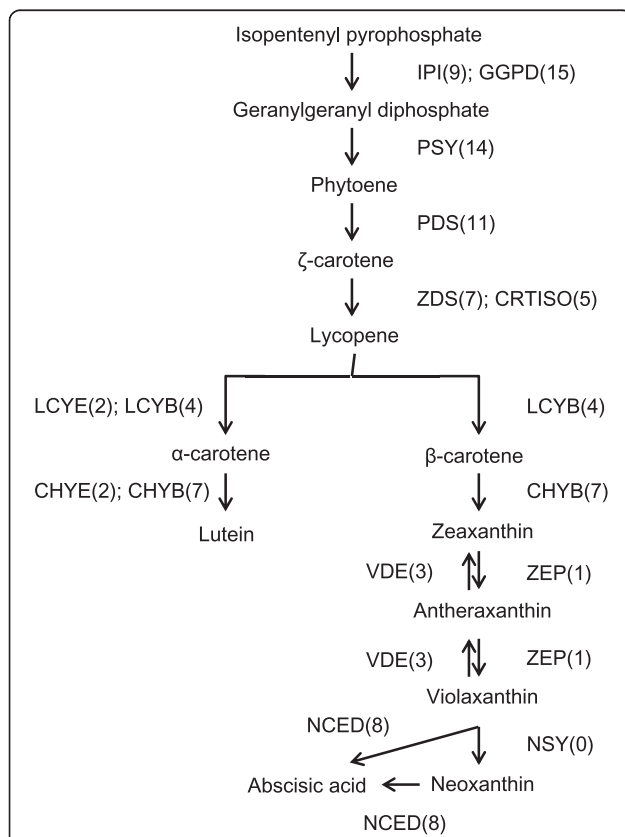 Isopentenyl pyrophosphate
IPI(9); GGPD(15)
Geranylgeranyl diphosphate
PSY(14)
Phytoene
PDS(11)
ζ-carotene
ZDS(7); CRTISO(5)
Lycopene
LCYE(2); LCYB(4)
LCYB(4)
α-carotene
β-carotene
CHYE(2); CHYB(7)
CHYB(7)
Lutein
Zeaxanthin
VDE(3)
ZEP(1)
Antheraxanthin
VDE(3)
ZEP(1)
Violaxanthin
NCED(8)
NSY(0)
Abscisic acid
Neoxanthin
NCED(8)